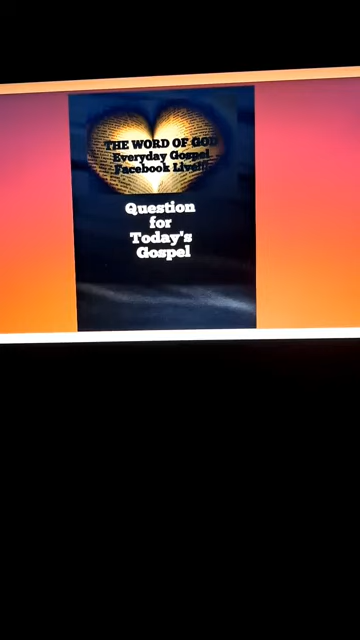 THE WORD OF GOD
Everyday Gospel
Facebook Live!!!
Question
for
Today's
Gospel